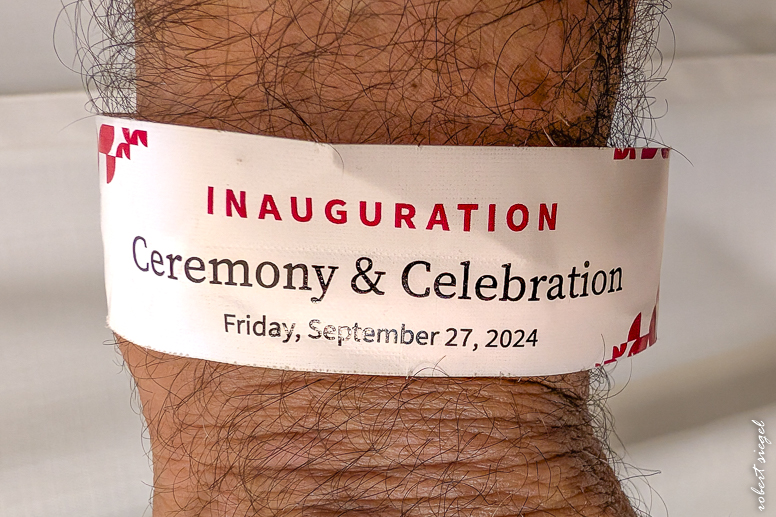 INAUGURATION
Ceremony & Celebration
Friday, September 27, 2024
robert siegel